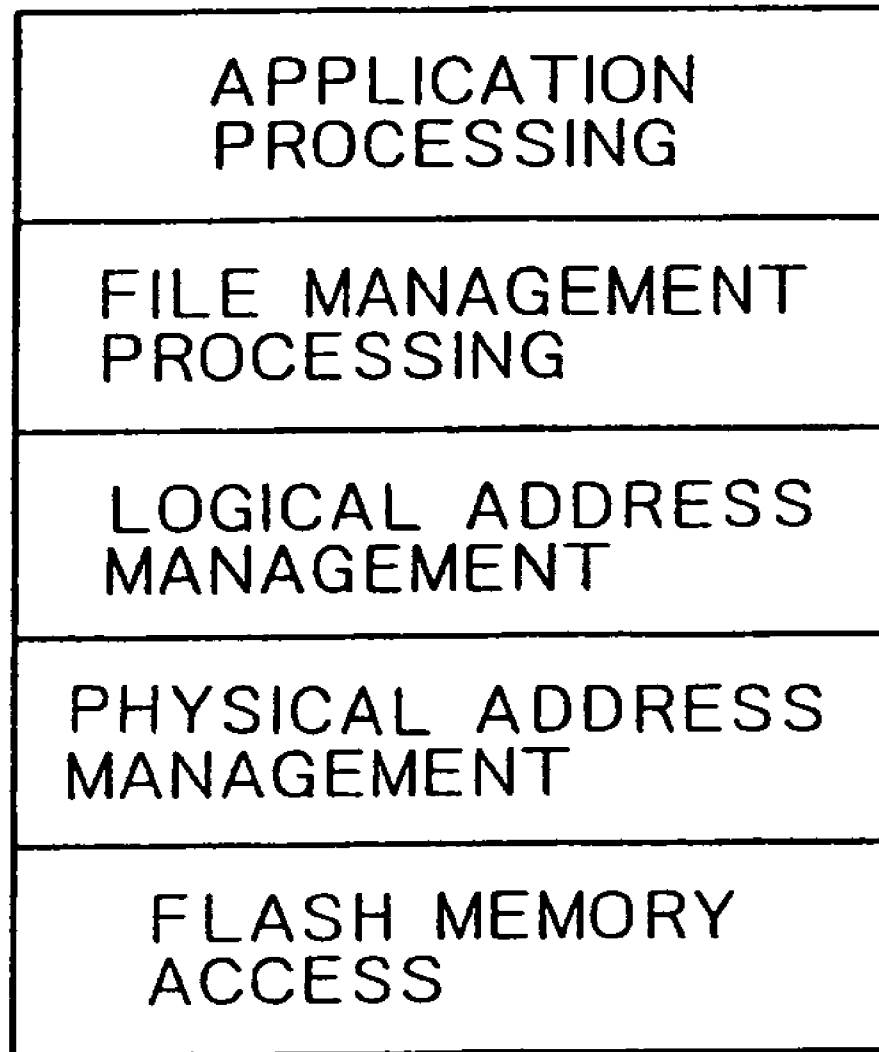 APPLICATION
PROCESSING
FILE MANAGEMENT
PROCESSING
LOGICAL ADDRESS
MANAGEMENT
PHYSICAL ADDRESS
MANAGEMENT
FLASH MEMORY
ACCESS